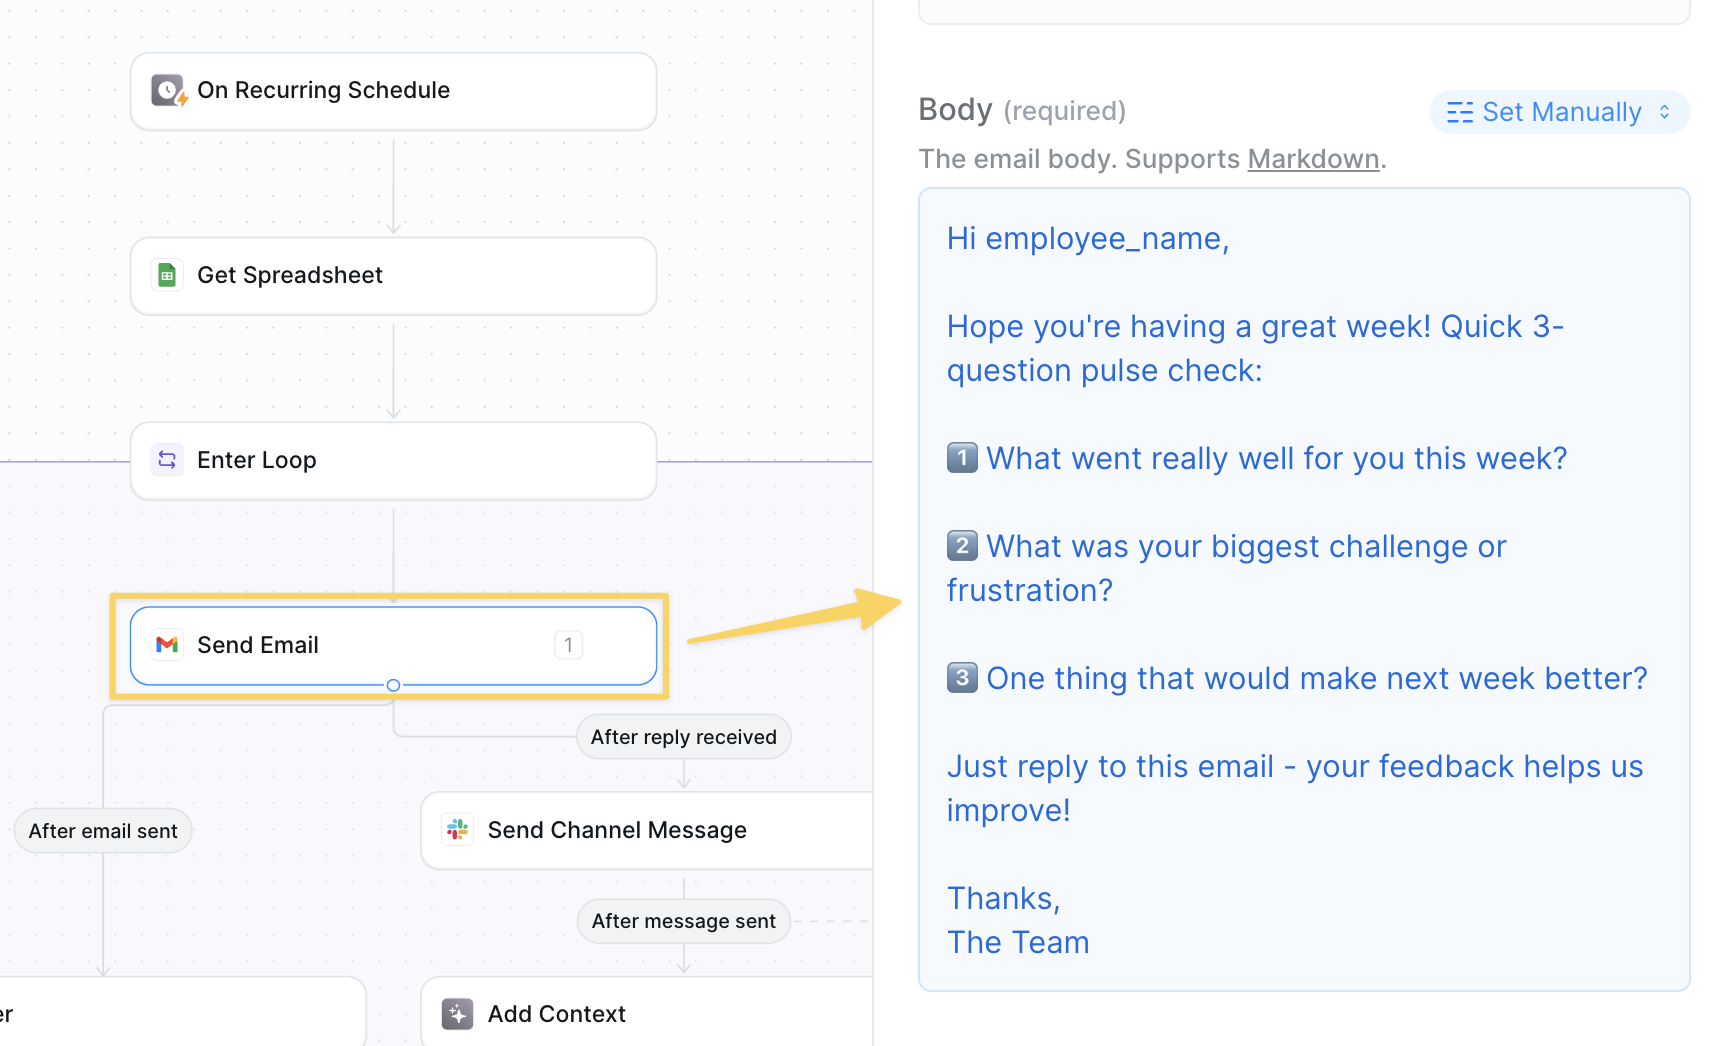 On Recurring Schedule
Get Spreadsheet
Enter Loop
Send Email
1
After reply received
After email sent
Send Channel Message
After message sent
er
Add Context
Body (required)
Set Manually
The email body. Supports Markdown.
Hi employee_name,
Hope you're having a great week! Quick 3-
question pulse check:
1️⃣ What went really well for you this week?
2️⃣ What was your biggest challenge or
frustration?
3️⃣ One thing that would make next week better?
Just reply to this email - your feedback helps us
improve!
Thanks,
The Team